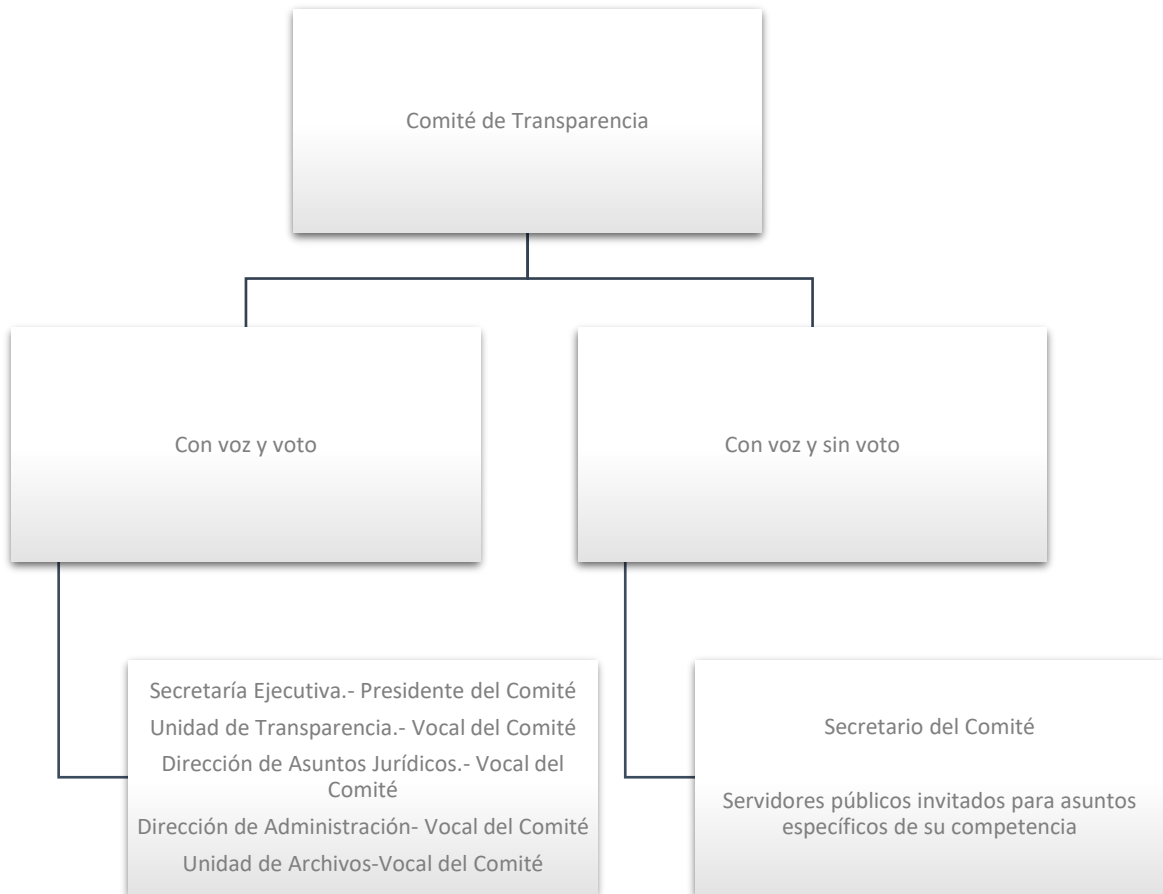 Comité de Transparencia
Con voz y voto
Con voz y sin voto
Secretaría Ejecutiva.- Presidente del Comité
Unidad de Transparencia.- Vocal del Comité
Dirección de Asuntos Jurídicos.- Vocal del
Comité
Dirección de Administración- Vocal del Comité
Unidad de Archivos-Vocal del Comité
Secretario del Comité
Servidores públicos invitados para asuntos
específicos de su competencia